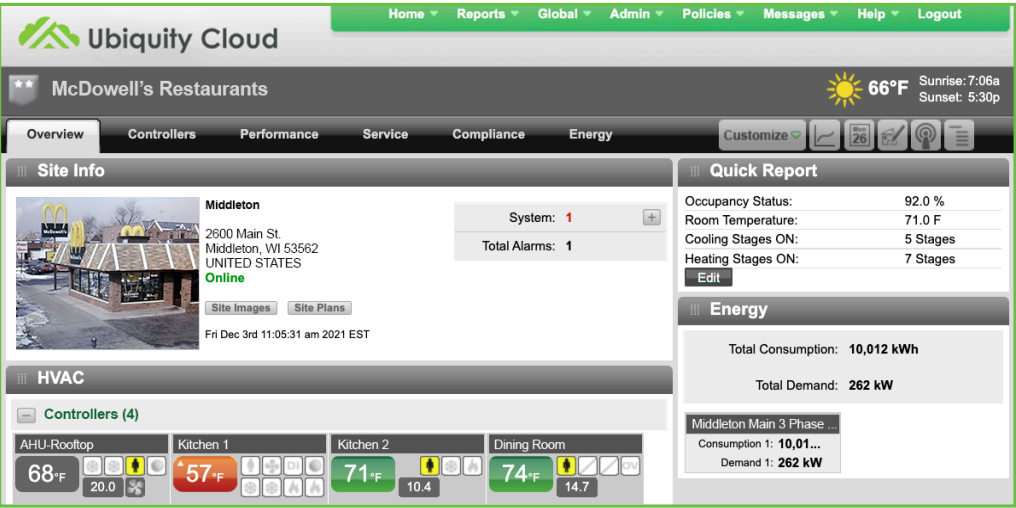 Home Reports Global Admin Policies Messages Help Logout
Ubiquity Cloud
McDowell's Restaurants
66°F
Sunrise: 7:06a
Sunset: 5:30p
Overview Controllers Performance Service Compliance Energy
Customize
Mon
26
Site Info
Middleton
2600 Main St.
Middleton, WI 53562
UNITED STATES
Online
Site Images Site Plans
Fri Dec 3rd 11:05:31 am 2021 EST
System: 1
Total Alarms: 1
Quick Report
Occupancy Status: 92.0 %
Room Temperature: 71.0 F
Cooling Stages ON: 5 Stages
Heating Stages ON: 7 Stages
Edit
Energy
Total Consumption: 10,012 kWh
Total Demand: 262 kW
Middleton Main 3 Phase ...
Consumption 1: 10,01...
Demand 1: 262 kW
HVAC
Controllers (4)
AHU-Rooftop
68°F
20.0
Kitchen 1
57°F
DI
Kitchen 2
71°F
10.4
Dining Room
74°F
OV
14.7